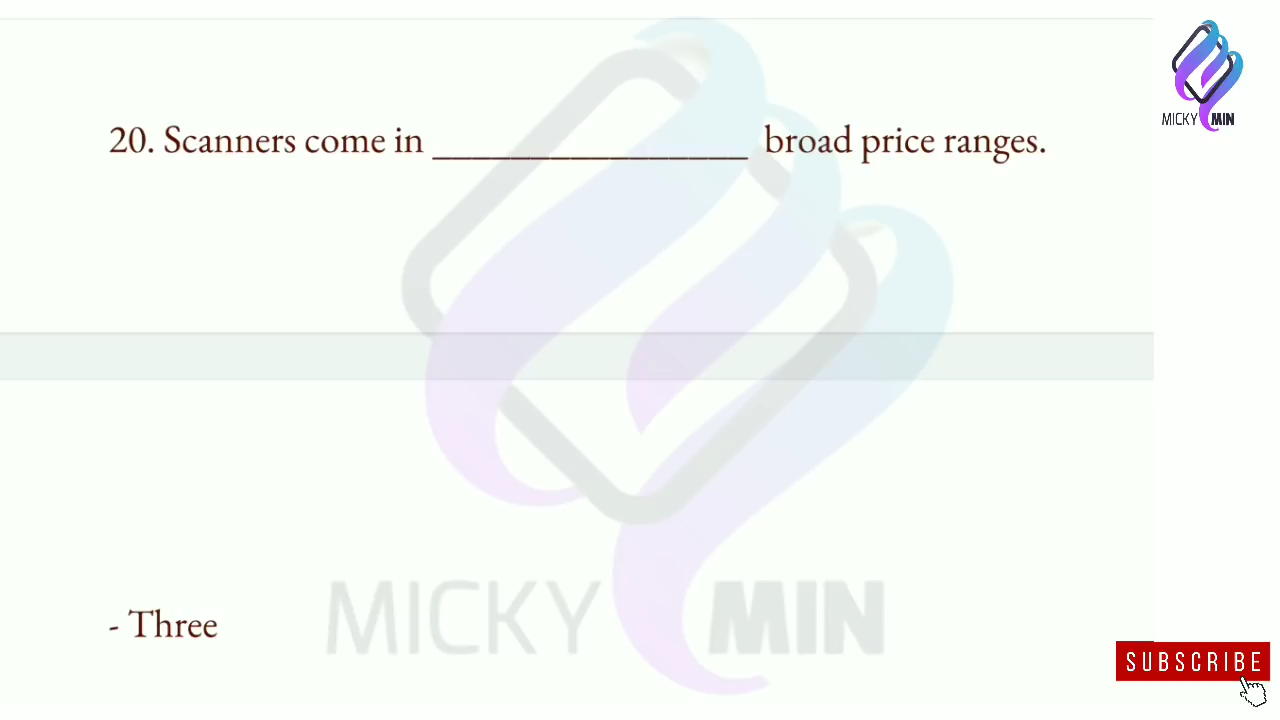 MICKY MIN
20. Scanners come in ________________ broad price ranges.
- Three
MICKY MIN
SUBSCRIBE